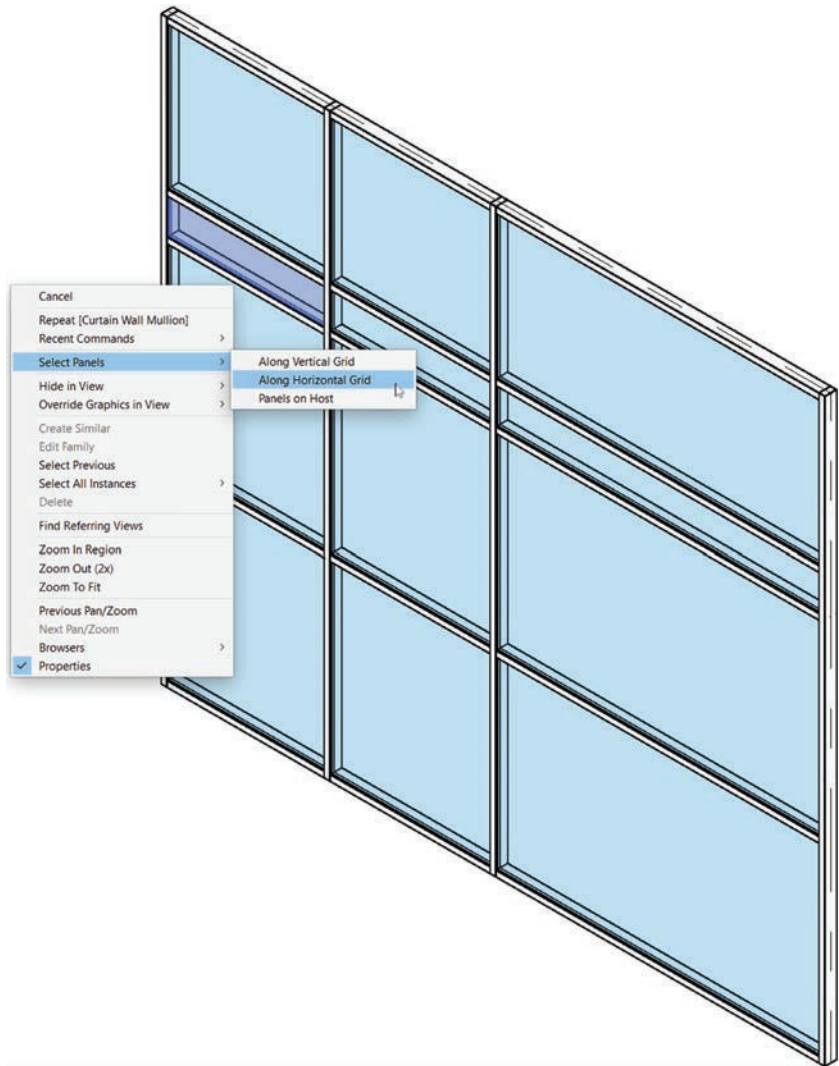 Cancel
Repeat [Curtain Wall Mullion]
Recent Commands
Select Panels
Along Vertical Grid
Along Horizontal Grid
Panels on Host
Hide in View
Override Graphics in View
Create Similar
Edit Family
Select Previous
Select All Instances
Delete
Find Referring Views
Zoom In Region
Zoom Out (2x)
Zoom To Fit
Previous Pan/Zoom
Next Pan/Zoom
Browsers
Properties